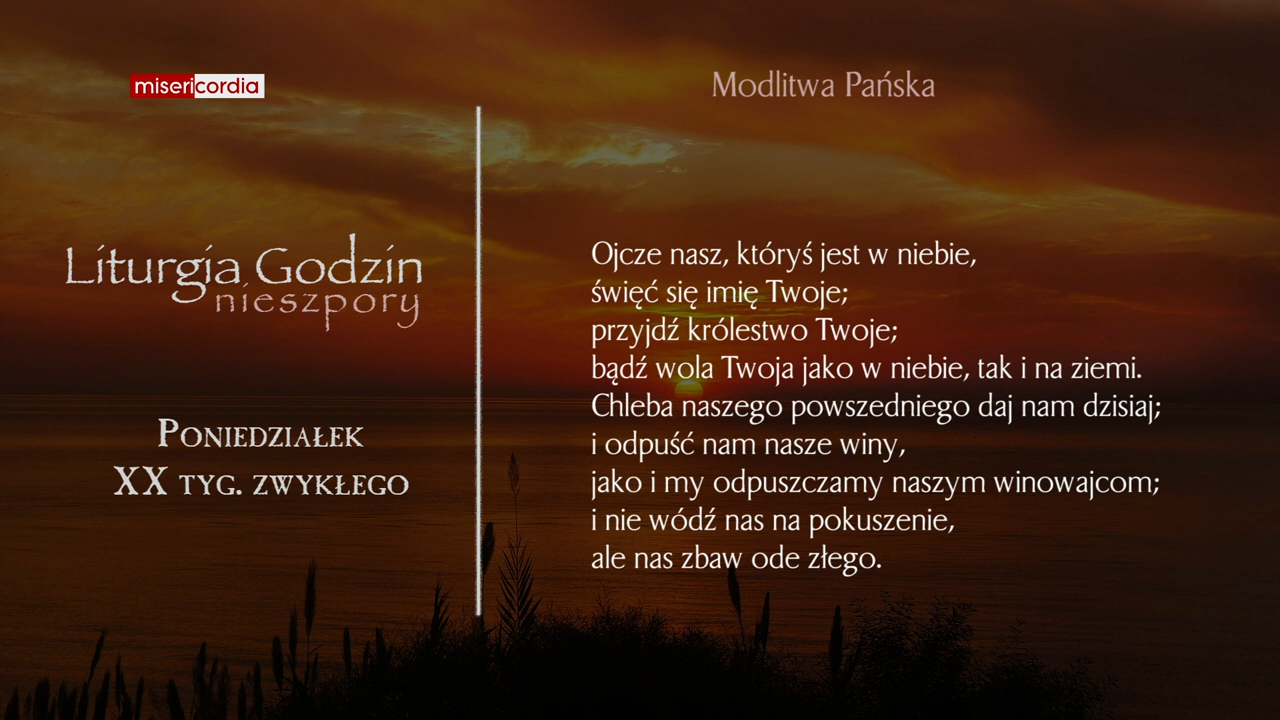 misericordia
Liturgia Godzin
nieszpory
Poniedziałek
XX tyg. zwykłego
Modlitwa Pańska
Ojcze nasz, któryś jest w niebie,
święć się imię Twoje;
przyjdź królestwo Twoje;
bądź wola Twoja jako w niebie, tak i na ziemi.
Chleba naszego powszedniego daj nam dzisiaj;
i odpuść nam nasze winy,
jako i my odpuszczamy naszym winowajcom;
i nie wódź nas na pokuszenie,
ale nas zbaw ode złego.